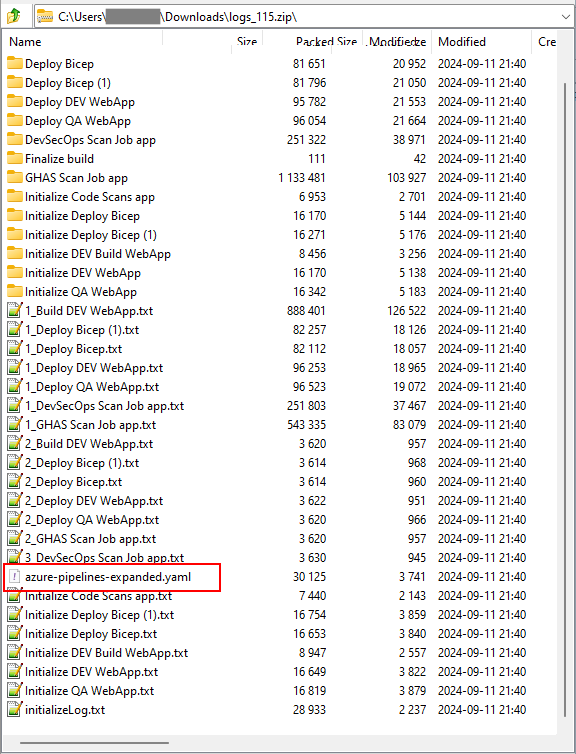 C:\Users\ \Downloads\logs_115.zip\
Name Size Packed Size Modified Cre
Deploy Bicep 81 651 20 952 2024-09-11 21:40
Deploy Bicep (1) 81 796 21 050 2024-09-11 21:40
Deploy DEV WebApp 95 782 21 553 2024-09-11 21:40
Deploy QA WebApp 96 054 21 664 2024-09-11 21:40
DevSecOps Scan Job app 251 322 38 971 2024-09-11 21:40
Finalize build 111 42 2024-09-11 21:40
GHAS Scan Job app 1 133 481 103 927 2024-09-11 21:40
Initialize Code Scans app 6 953 2 701 2024-09-11 21:40
Initialize Deploy Bicep 16 170 5 144 2024-09-11 21:40
Initialize Deploy Bicep (1) 16 271 5 176 2024-09-11 21:40
Initialize DEV Build WebApp 8 456 3 256 2024-09-11 21:40
Initialize DEV WebApp 16 170 5 138 2024-09-11 21:40
Initialize QA WebApp 16 342 5 183 2024-09-11 21:40
1_Build DEV WebApp.txt 888 401 126 522 2024-09-11 21:40
1_Deploy Bicep (1).txt 82 257 18 126 2024-09-11 21:40
1_Deploy Bicep.txt 82 112 18 057 2024-09-11 21:40
1_Deploy DEV WebApp.txt 96 253 18 965 2024-09-11 21:40
1_Deploy QA WebApp.txt 96 523 19 072 2024-09-11 21:40
1_DevSecOps Scan Job app.txt 251 803 37 467 2024-09-11 21:40
1_GHAS Scan Job app.txt 543 335 83 079 2024-09-11 21:40
2_Build DEV WebApp.txt 3 620 957 2024-09-11 21:40
2_Deploy Bicep (1).txt 3 614 968 2024-09-11 21:40
2_Deploy Bicep.txt 3 614 960 2024-09-11 21:40
2_Deploy DEV WebApp.txt 3 622 951 2024-09-11 21:40
2_Deploy QA WebApp.txt 3 620 966 2024-09-11 21:40
2_GHAS Scan Job app.txt 3 620 957 2024-09-11 21:40
3_DevSecOps Scan Job app.txt 3 630 945 2024-09-11 21:40
azure-pipelines-expanded.yaml 30 125 3 741 2024-09-11 21:40
Initialize Code Scans app.txt 7 440 2 143 2024-09-11 21:40
Initialize Deploy Bicep (1).txt 16 754 3 859 2024-09-11 21:40
Initialize Deploy Bicep.txt 16 653 3 840 2024-09-11 21:40
Initialize DEV Build WebApp.txt 8 947 2 557 2024-09-11 21:40
Initialize DEV WebApp.txt 16 649 3 822 2024-09-11 21:40
Initialize QA WebApp.txt 16 819 3 879 2024-09-11 21:40
initializeLog.txt 28 933 2 237 2024-09-11 21:40